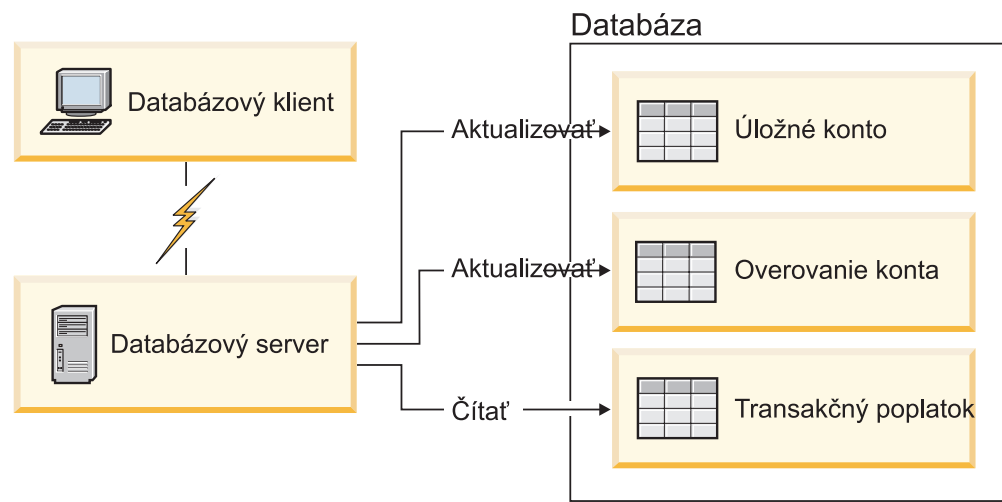 Databáza
Databázový klient
Aktualizovať
Úložné konto
Aktualizovať
Overovanie konta
Databázový server
Čítať
Transakčný poplatok